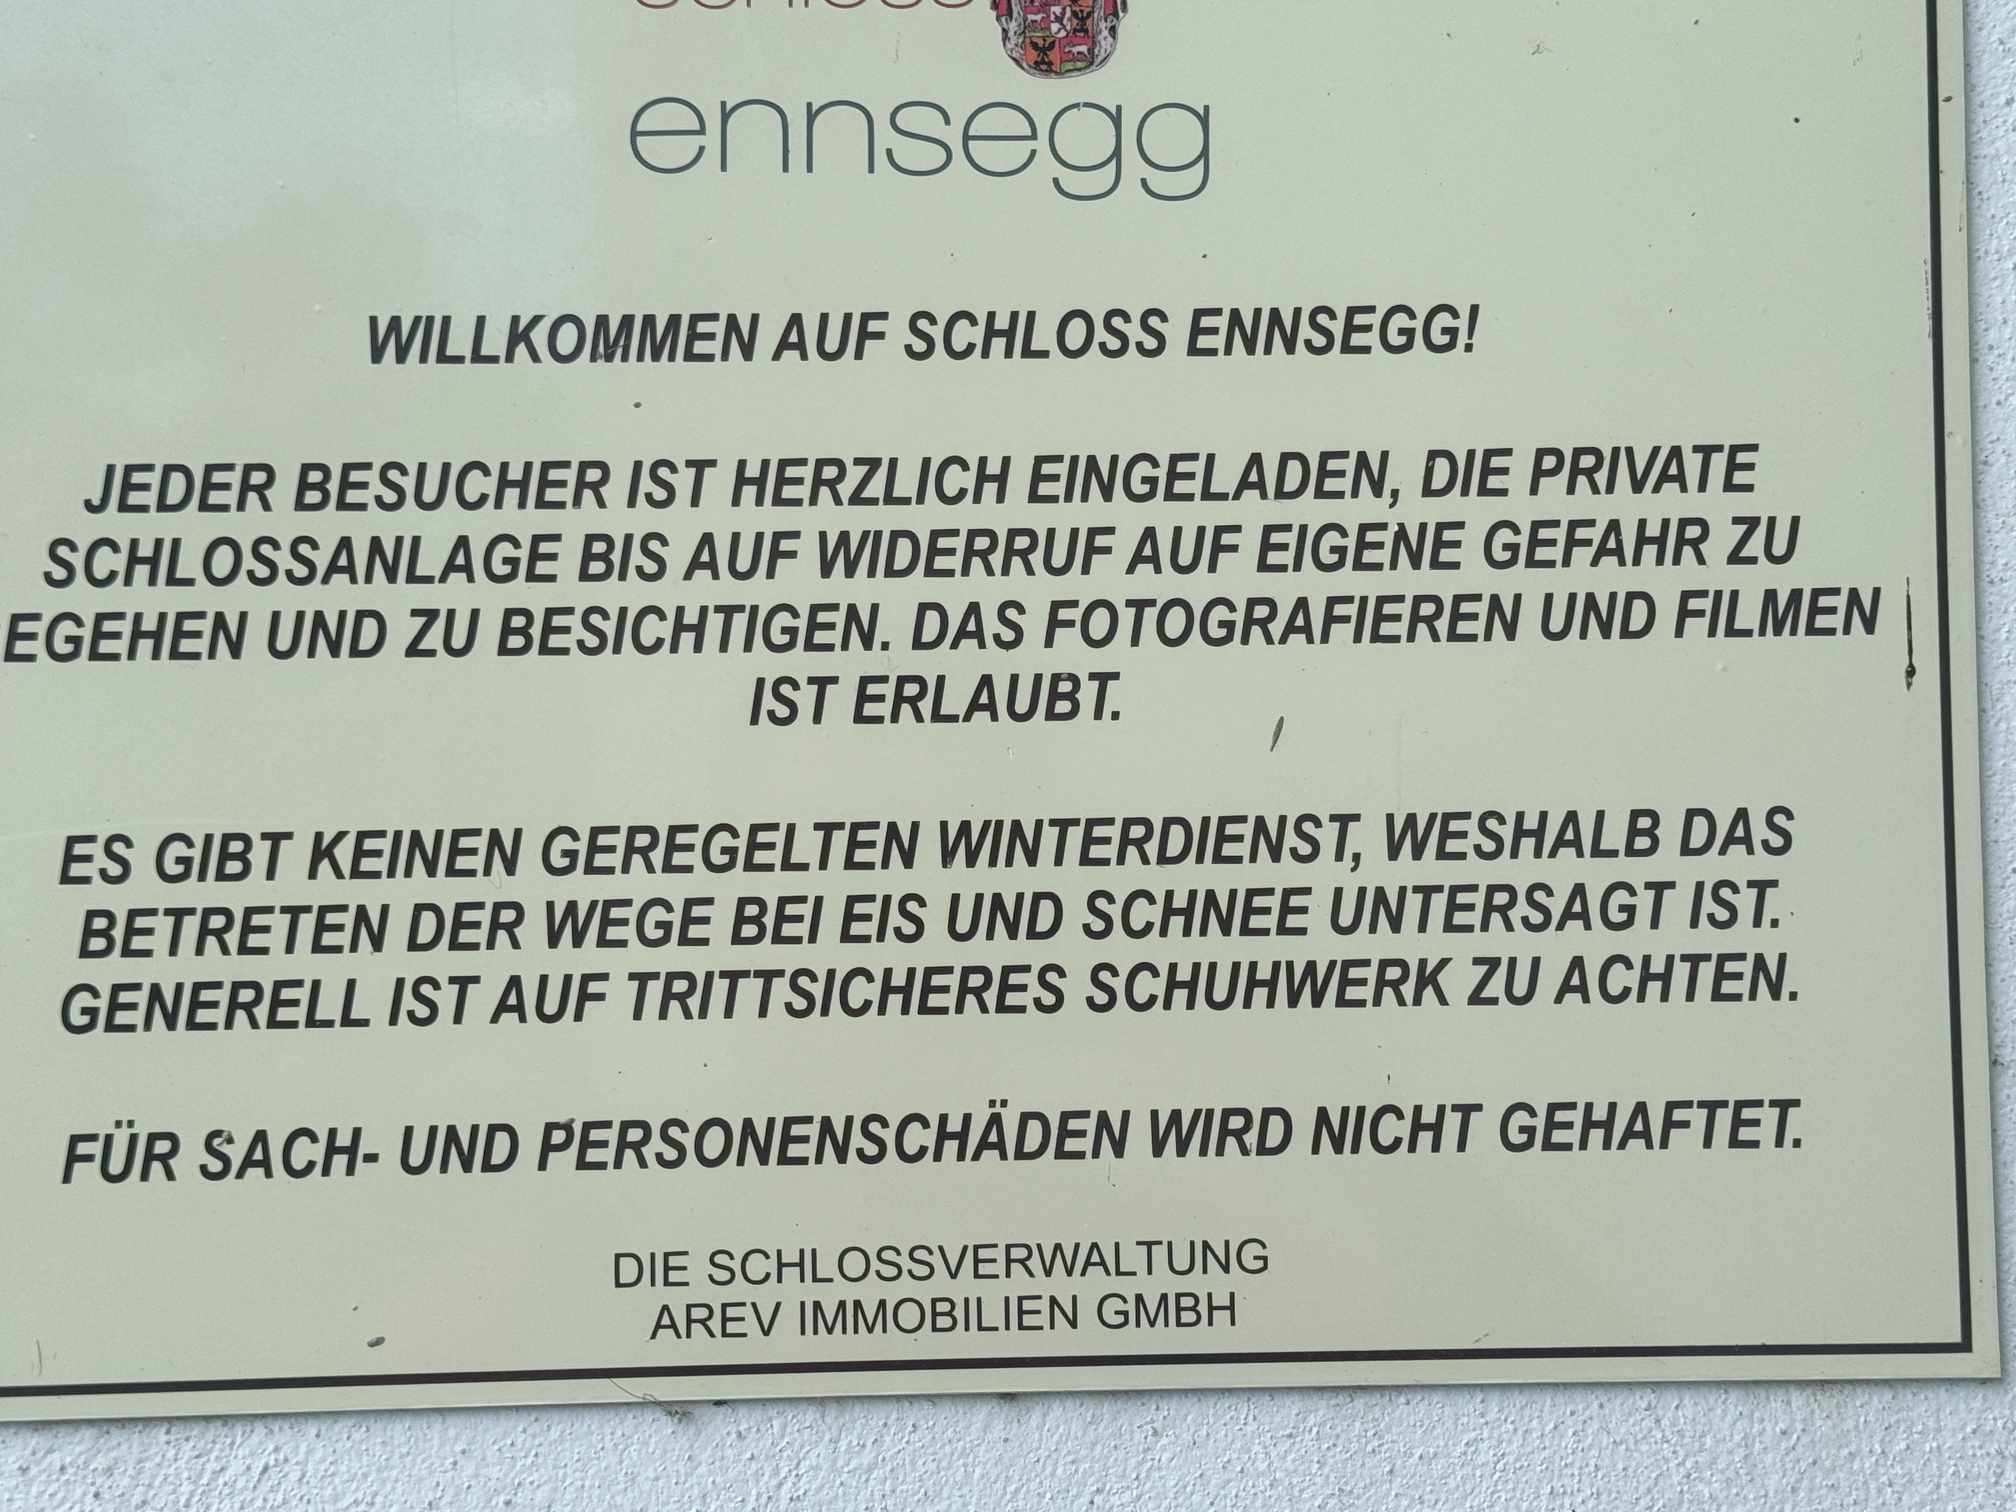 schloss
ennsegg
WILLKOMMEN AUF SCHLOSS ENNSEGG!
JEDER BESUCHER IST HERZLICH EINGELADEN, DIE PRIVATE
SCHLOSSANLAGE BIS AUF WIDERRUF AUF EIGENE GEFAHR ZU
EGEHEN UND ZU BESICHTIGEN. DAS FOTOGRAFIEREN UND FILMEN
IST ERLAUBT.
ES GIBT KEINEN GEREGELTEN WINTERDIENST, WESHALB DAS
BETRETEN DER WEGE BEI EIS UND SCHNEE UNTERSAGT IST.
GENERELL IST AUF TRITTSICHERES SCHUHWERK ZU ACHTEN.
FÜR SACH- UND PERSONENSCHÄDEN WIRD NICHT GEHAFTET.
DIE SCHLOSSVERWALTUNG
AREV IMMOBILIEN GMBH